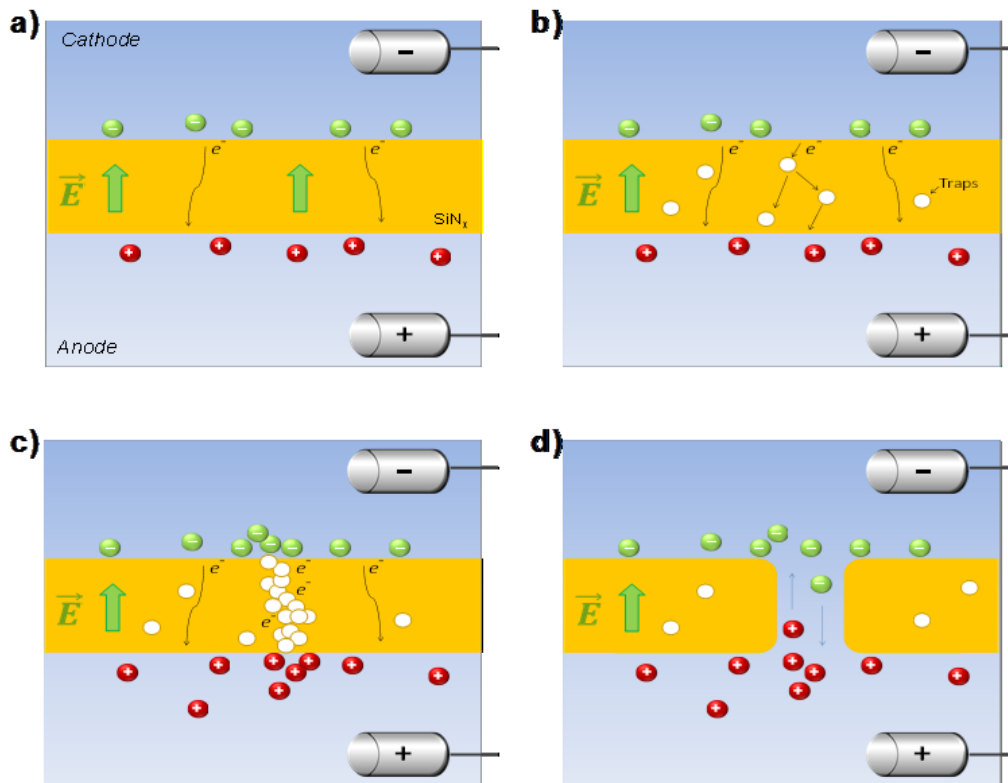 a)
Cathode
−
− − − − −
e⁻ e⁻
E
SiNx
+ + + + +
+
Anode
b)
−
− − − − −
e⁻ e⁻ e⁻
Traps
E
+ + + + +
+
c)
−
− − − − − − − −
e⁻ e⁻ e⁻
e⁻
E
e⁻
+ + + + + + + + +
+
d)
−
− − − − − − −
−
E
+
+ + + + + + + +
+